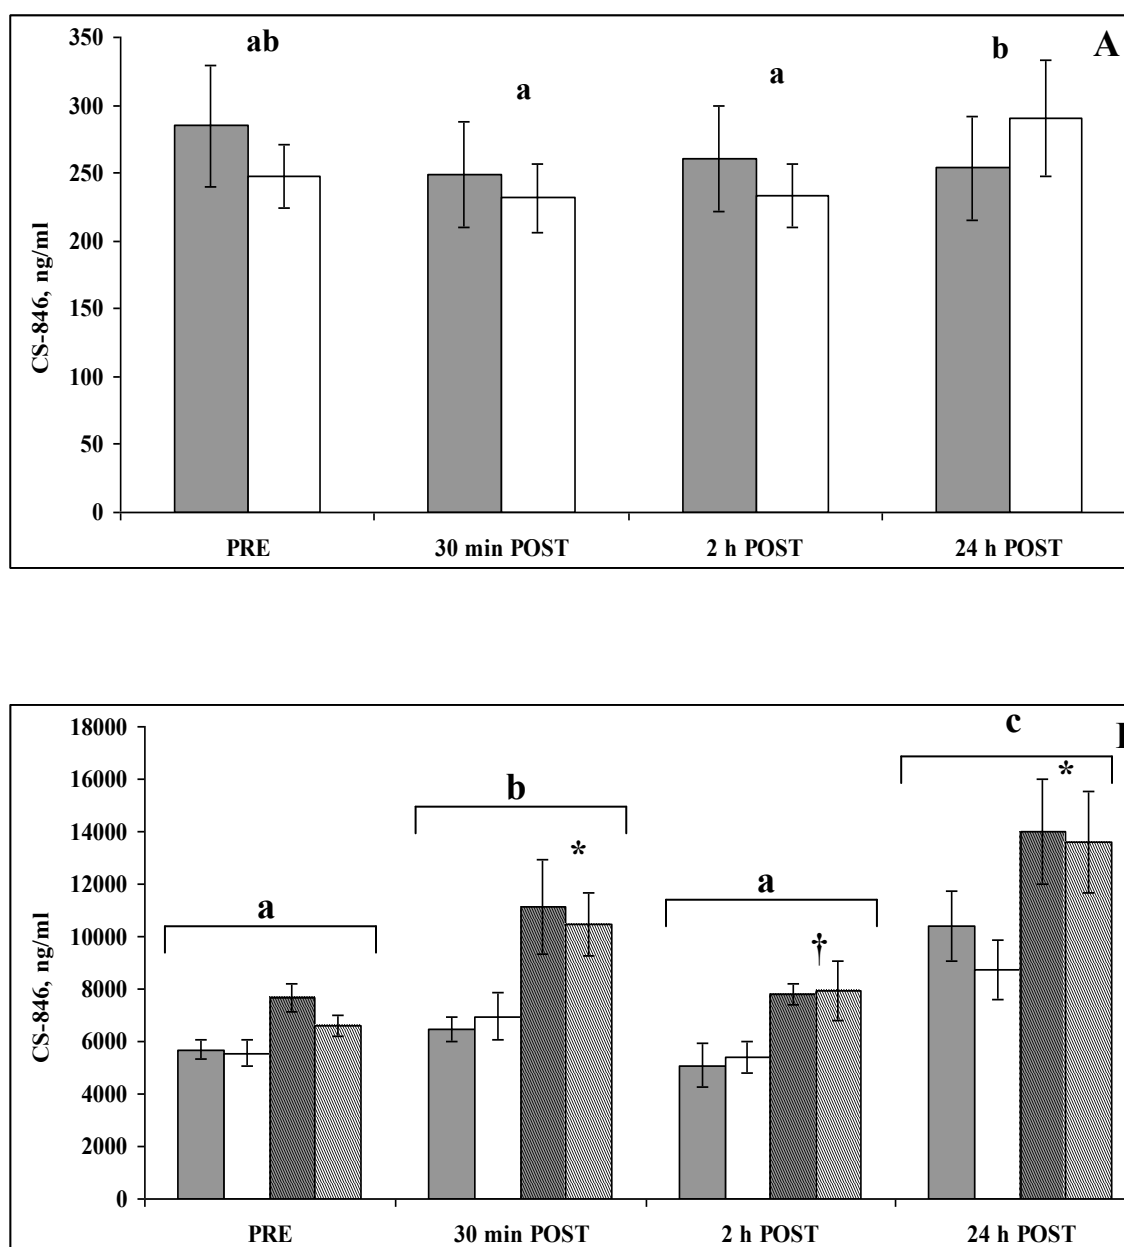 A
350
300
250
200
150
100
50
0
CS-846, ng/ml
ab
a
a
b
PRE
30 min POST
2 h POST
24 h POST
18000
16000
14000
12000
10000
8000
6000
4000
2000
0
CS-846, ng/ml
a
b
*
a
†
c
*
PRE
30 min POST
2 h POST
24 h POST